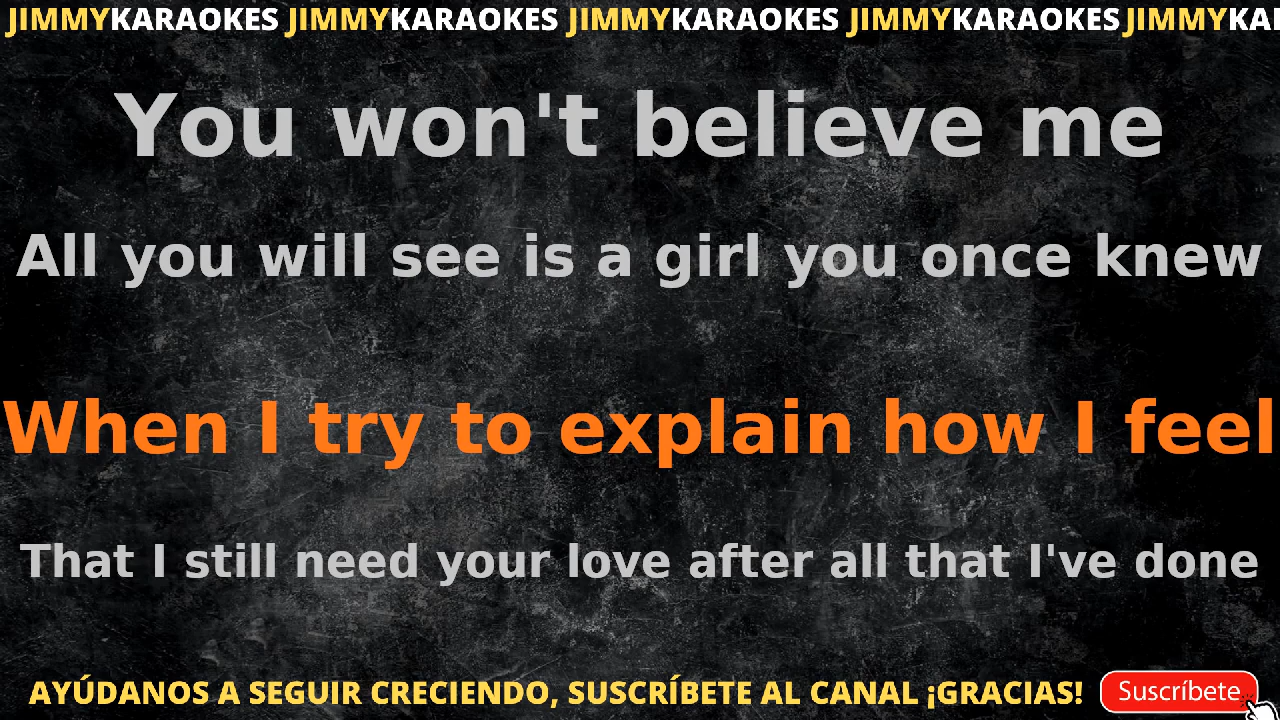 JIMMYKARAOKES JIMMYKARAOKES JIMMYKARAOKES JIMMYKARAOKES JIMMYKAI
You won't believe me
All you will see is a girl you once knew
When I try to explain how I feel
That I still need your love after all that I've done
AYÚDANOS A SEGUIR CRECIENDO, SUSCRÍBETE AL CANAL ¡GRACIAS! Suscríbete